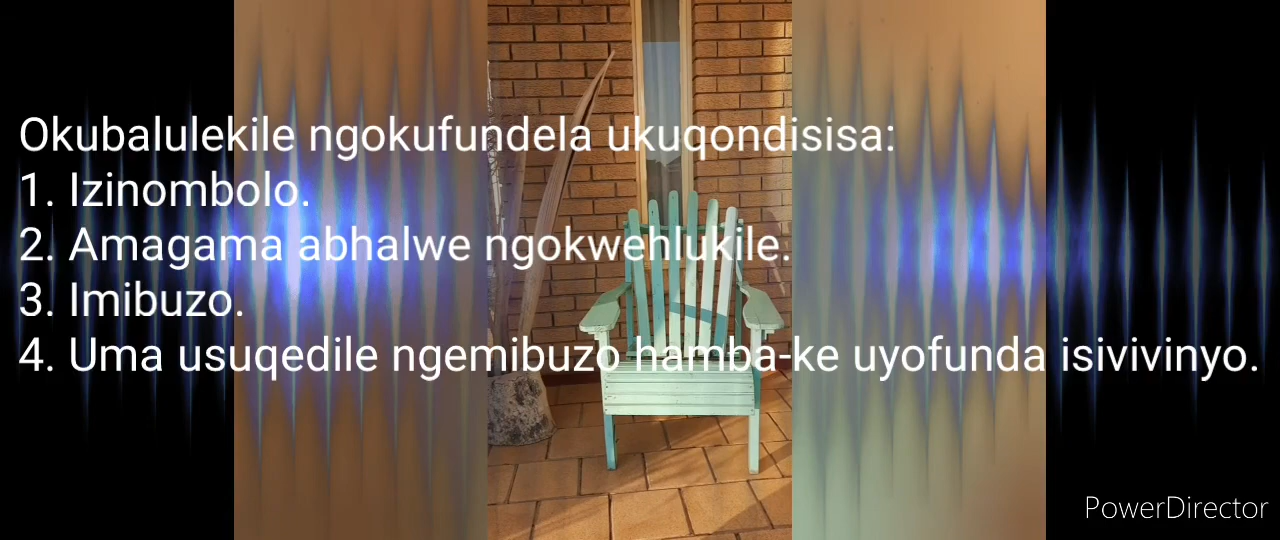 Okubalulekile ngokufundela ukuqondisisa:
1. Izinombolo.
2. Amagama abhalwe ngokwehlukile.
3. Imibuzo.
4. Uma usuqedile ngemibuzo hamba-ke uyofunda isivivinyo.
PowerDirector